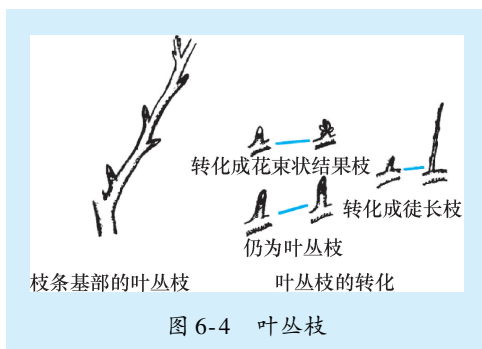 转化成花束状结果枝
转化成徒长枝
仍为叶丛枝
枝条基部的叶丛枝
叶丛枝的转化
图 6-4 叶丛枝